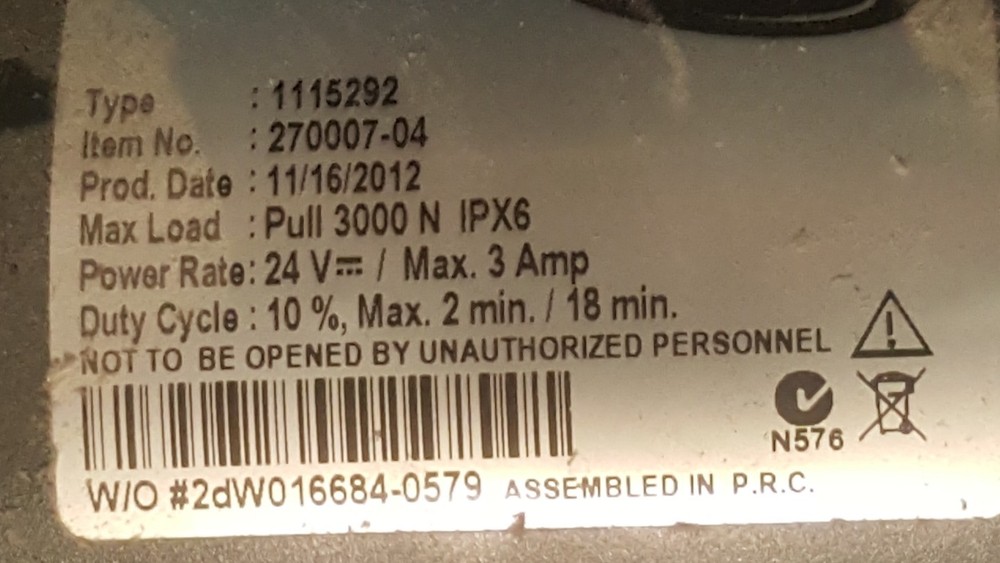 Type : 1115292
Item No. : 270007-04
Prod. Date : 11/16/2012
Max Load : Pull 3000 N IPX6
Power Rate: 24 V⎓ / Max. 3 Amp
Duty Cycle : 10 %, Max. 2 min. / 18 min.
NOT TO BE OPENED BY UNAUTHORIZED PERSONNEL
N576
W/O #2dW016684-0579 ASSEMBLED IN P.R.C.